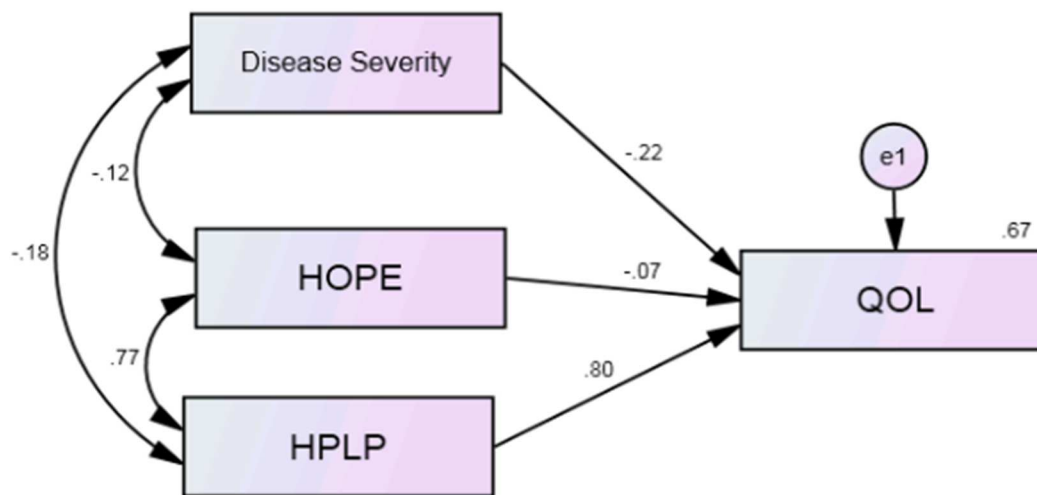 Disease Severity
-.22
e1
-.12
.67
-.18
HOPE
-.07
QOL
.77
.80
HPLP